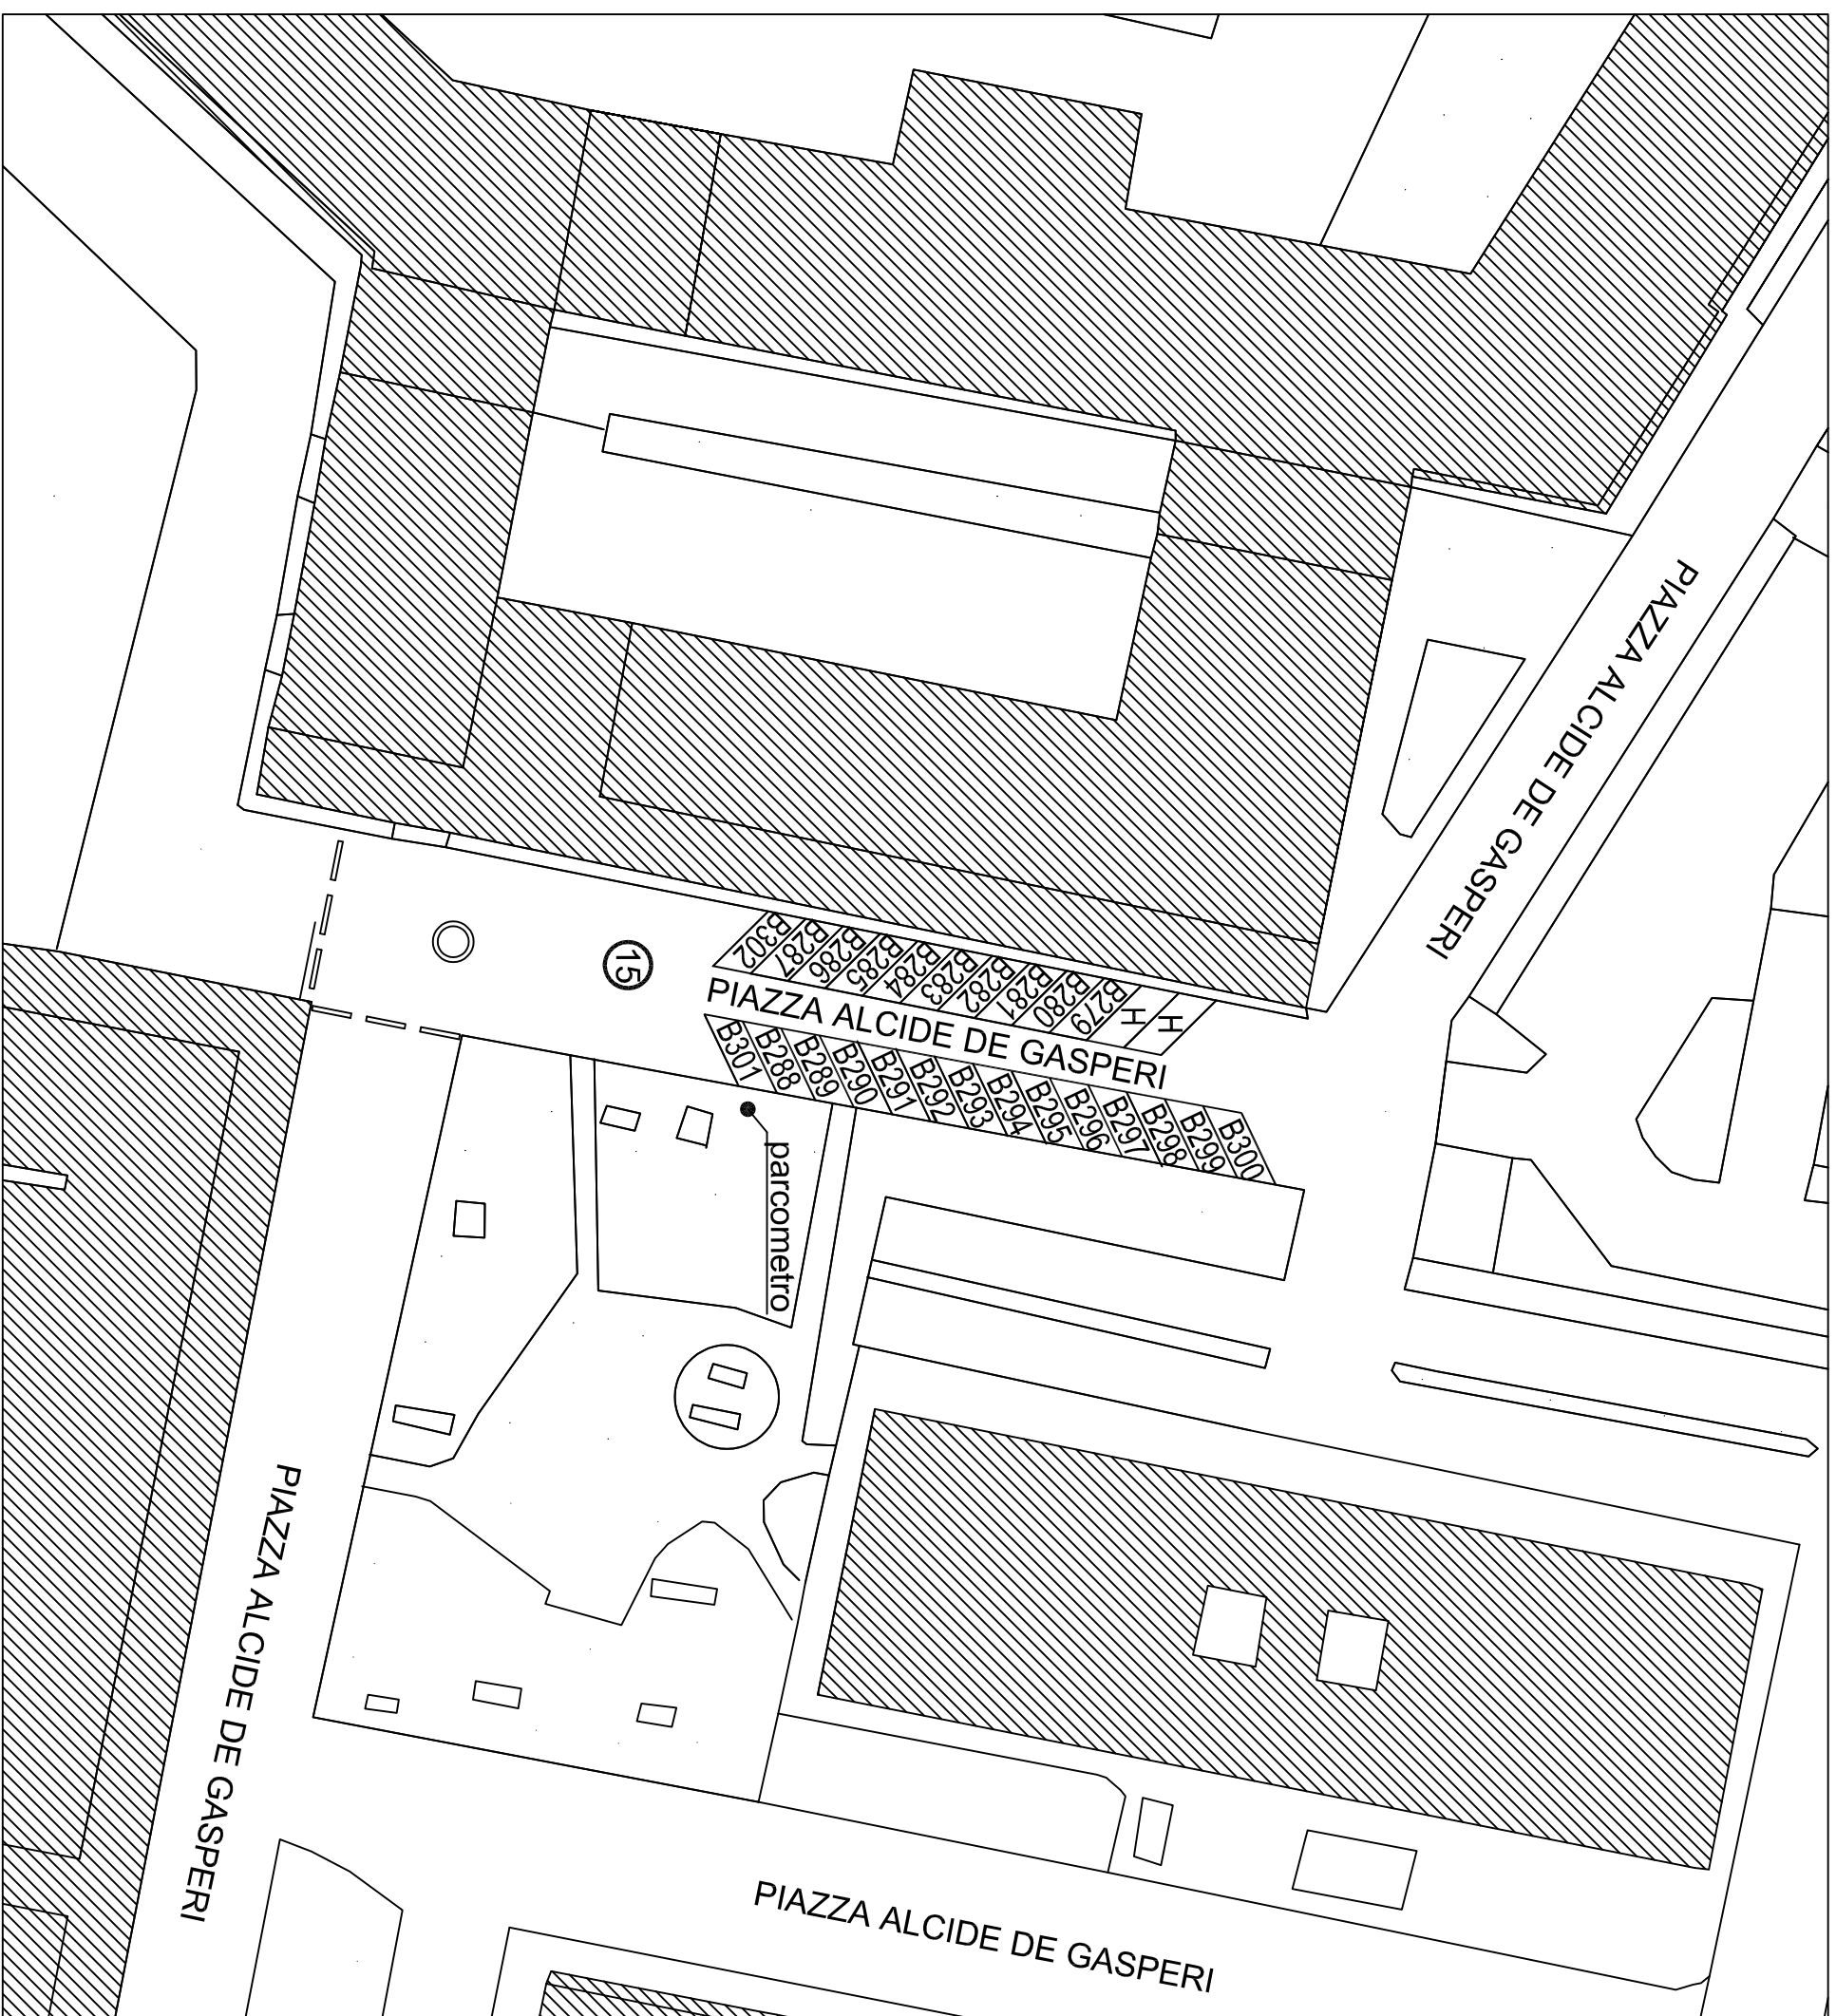 PIAZZA ALCIDE DE GASPERI
B302
B287
B286
B285
B284
B283
B282
B281
B280
B279
H
H
15
PIAZZA ALCIDE DE GASPERI
B301
B288
B289
B290
B291
B292
B293
B294
B295
B296
B297
B298
B299
B300
parcometro
PIAZZA ALCIDE DE GASPERI
PIAZZA ALCIDE DE GASPERI